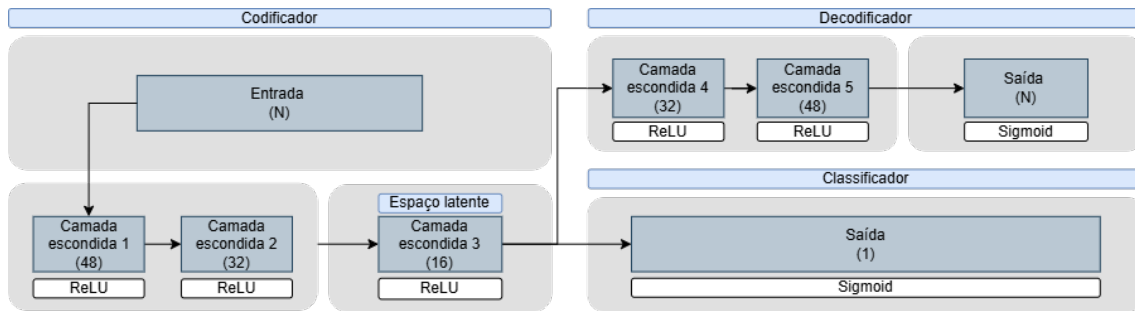 Codificador
Entrada
(N)
Camada
escondida 1
(48)
ReLU
Camada
escondida 2
(32)
ReLU
Espaço latente
Camada
escondida 3
(16)
ReLU
Decodificador
Camada
escondida 4
(32)
ReLU
Camada
escondida 5
(48)
ReLU
Saída
(N)
Sigmoid
Classificador
Saída
(1)
Sigmoid